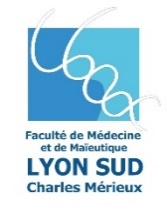 Faculté de Médecine
et de Maïeutique
LYON SUD
Charles Mérieux